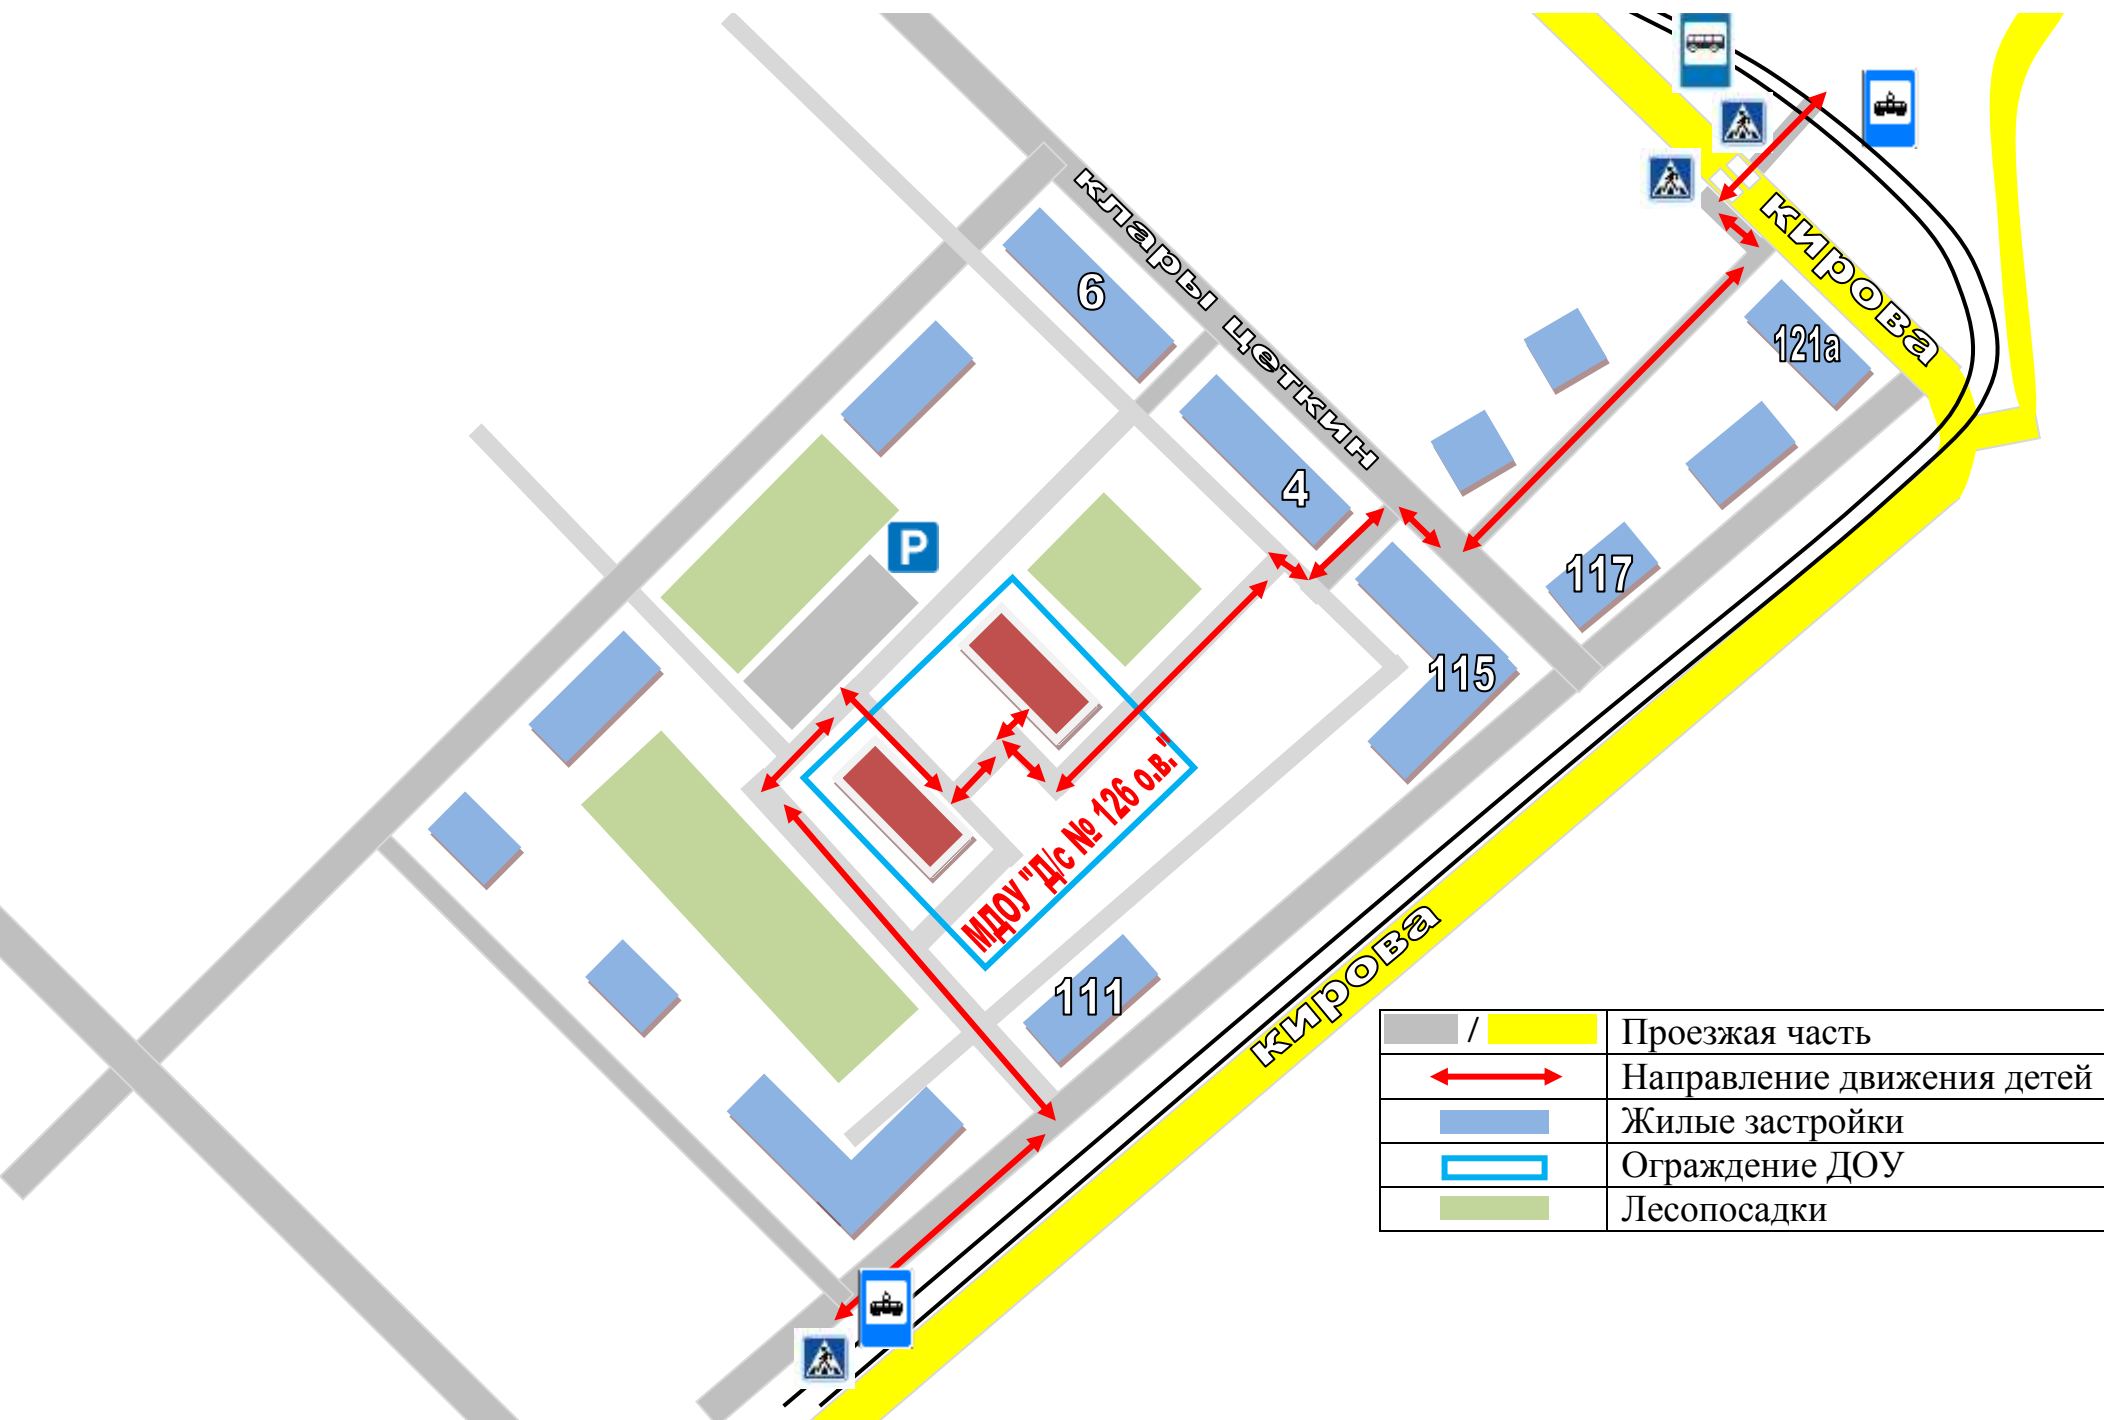 клары цеткин
кирова
6
121а
4
P
117
115
МДОУ "Д/с № 126 о.в."
кирова
111
/ Проезжая часть
Направление движения детей
Жилые застройки
Ограждение ДОУ
Лесопосадки